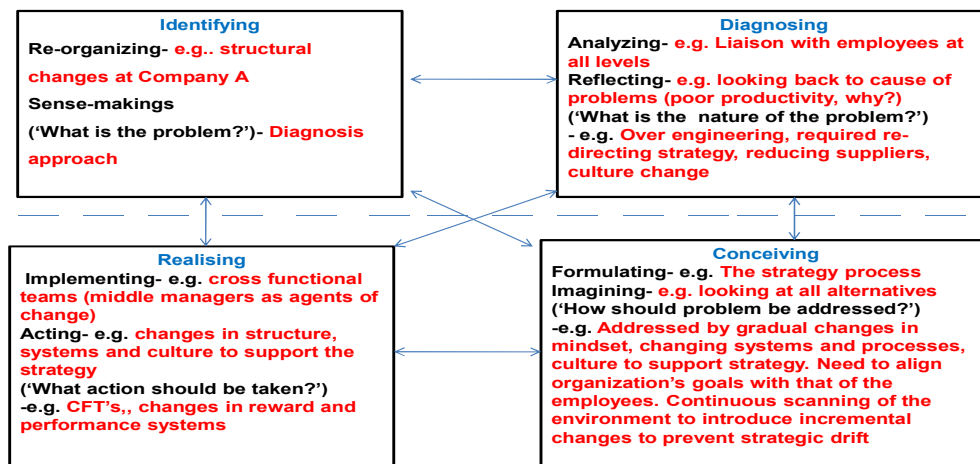 Identifying
Re-organizing- e.g.. structural
changes at Company A
Sense-makings
(‘What is the problem?’)- Diagnosis
approach
Diagnosing
Analyzing- e.g. Liaison with employees at
all levels
Reflecting- e.g. looking back to cause of
problems (poor productivity, why?)
(‘What is the nature of the problem?’)
- e.g. Over engineering, required re-
directing strategy, reducing suppliers,
culture change
Realising
Implementing- e.g. cross functional
teams (middle managers as agents of
change)
Acting- e.g. changes in structure,
systems and culture to support the
strategy
(‘What action should be taken?’)
-e.g. CFT’s,, changes in reward and
performance systems
Conceiving
Formulating- e.g. The strategy process
Imagining- e.g. looking at all alternatives
(‘How should problem be addressed?’)
-e.g. Addressed by gradual changes in
mindset, changing systems and processes,
culture to support strategy. Need to align
organization’s goals with that of the
employees. Continuous scanning of the
environment to introduce incremental
changes to prevent strategic drift